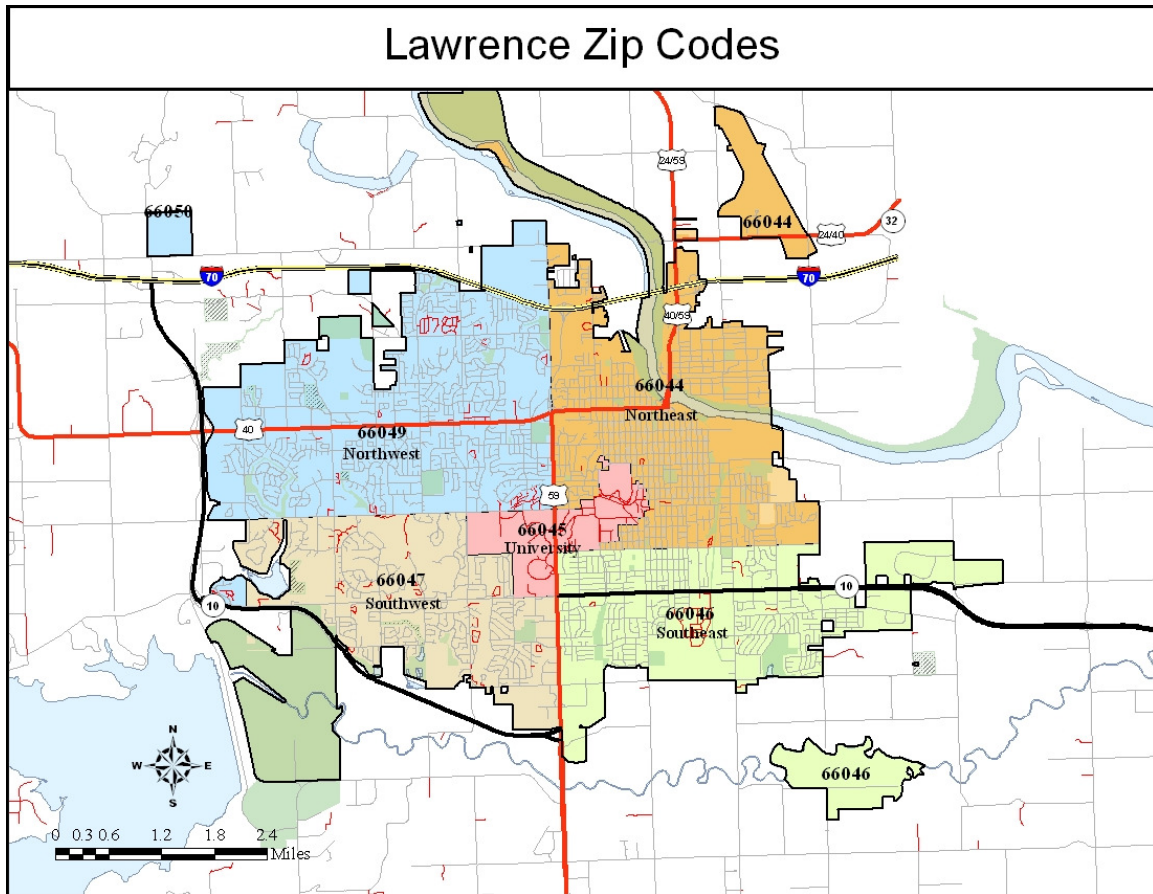 Lawrence Zip Codes
24/59
66050
66044
32
24/40
70
70
40/59
66044
Northeast
40
66049
Northwest
59
66045
University
66047
Southwest
10
10
66046
Southeast
N
W E
S
66046
0 0.3 0.6 1.2 1.8 2.4
Miles